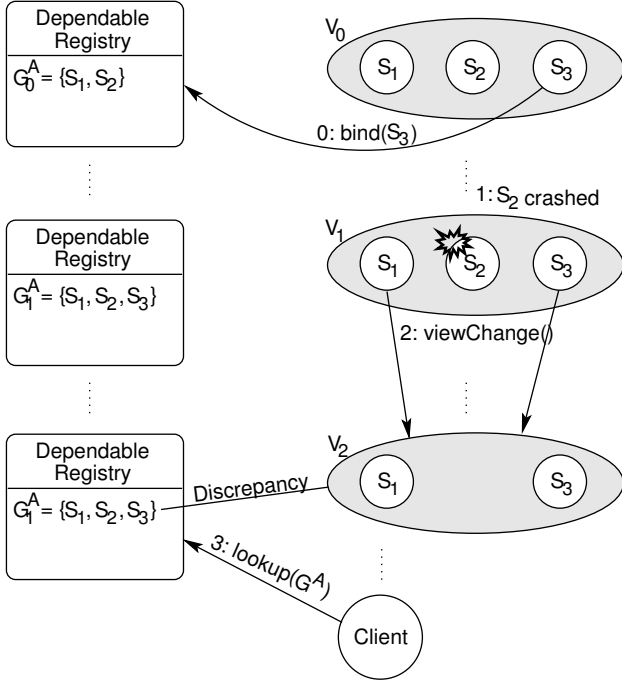 Dependable
Registry
G₀ᴬ = {S₁, S₂}
V₀
S₁
S₂
S₃
0: bind(S₃)
1: S₂ crashed
Dependable
Registry
G₁ᴬ = {S₁, S₂, S₃}
V₁
S₁
S₂
S₃
2: viewChange()
Dependable
Registry
G₁ᴬ = {S₁, S₂, S₃}
Discrepancy
V₂
S₁
S₃
3: lookup(Gᴬ)
Client